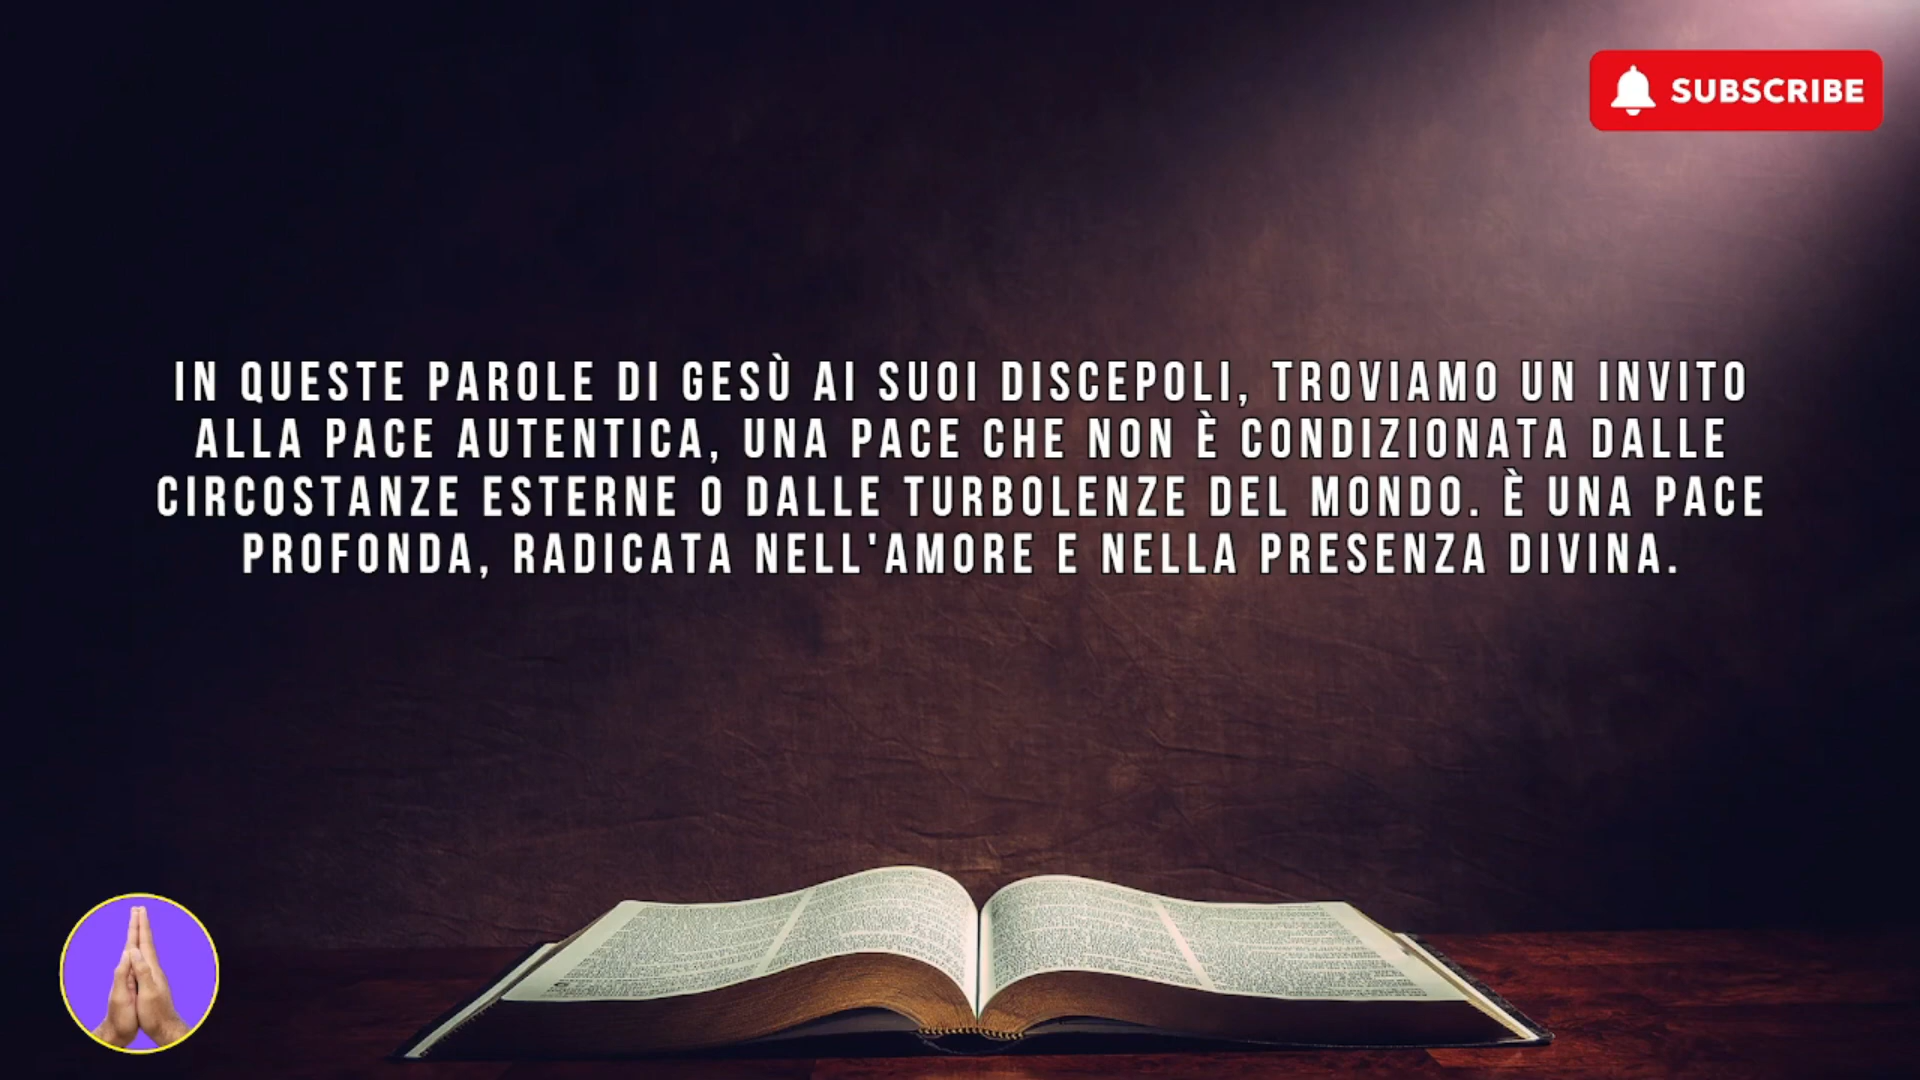 SUBSCRIBE
IN QUESTE PAROLE DI GESÙ AI SUOI DISCEPOLI, TROVIAMO UN INVITO
ALLA PACE AUTENTICA, UNA PACE CHE NON È CONDIZIONATA DALLE
CIRCOSTANZE ESTERNE O DALLE TURBOLENZE DEL MONDO. È UNA PACE
PROFONDA, RADICATA NELL'AMORE E NELLA PRESENZA DIVINA.